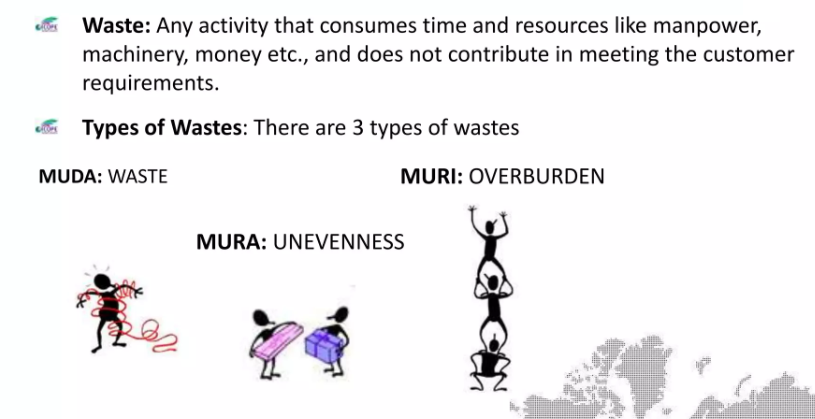 Waste: Any activity that consumes time and resources like manpower,
machinery, money etc., and does not contribute in meeting the customer
requirements.
Types of Wastes: There are 3 types of wastes
MUDA: WASTE
MURI: OVERBURDEN
MURA: UNEVENNESS